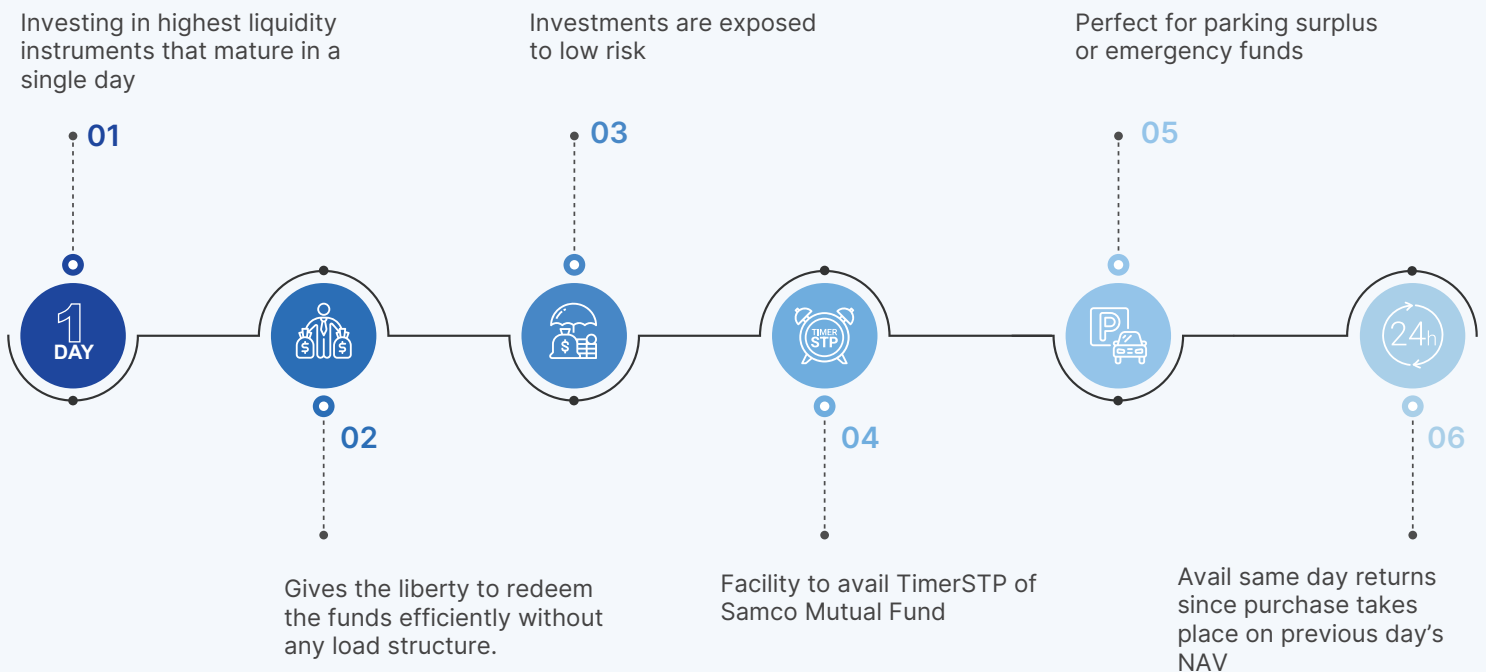 Investing in highest liquidity
instruments that mature in a
single day
01
1
DAY
Gives the liberty to redeem
the funds efficiently without
any load structure.
02
$ $
Investments are exposed
to low risk
03
$
Facility to avail TimerSTP of
Samco Mutual Fund
04
TIMER
STP
Perfect for parking surplus
or emergency funds
05
P
Avail same day returns
since purchase takes
place on previous day’s
NAV
06
24h